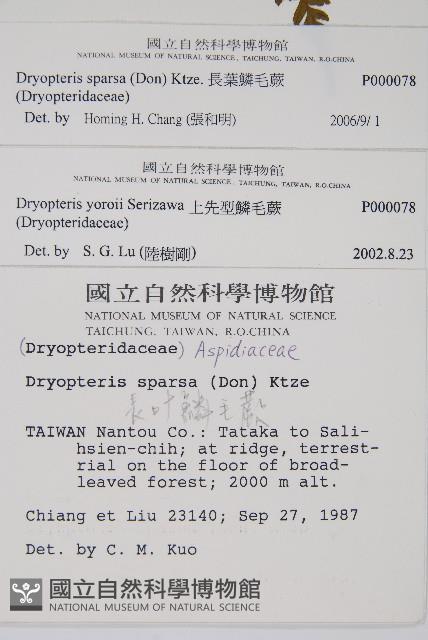 國立自然科學博物館
NATIONAL MUSEUM OF NATURAL SCIENCE, TAICHUNG, TAIWAN, R.O.CHINA
Dryopteris sparsa (Don) Ktze. 長葉鱗毛蕨 P000078
(Dryopteridaceae)
Det. by Homing H. Chang (張和明) 2006/9/1
國立自然科學博物館
NATIONAL MUSEUM OF NATURAL SCIENCE, TAICHUNG, TAIWAN, R.O.CHINA
Dryopteris yoroii Serizawa 上先型鱗毛蕨 P000078
(Dryopteridaceae)
Det. by S. G. Lu (陸樹剛) 2002.8.23
國立自然科學博物館
NATIONAL MUSEUM OF NATURAL SCIENCE
TAICHUNG, TAIWAN, R.O.CHINA
(Dryopteridaceae) Aspidiaceae
Dryopteris sparsa (Don) Ktze
長叶鱗毛蕨
TAIWAN Nantou Co.: Tataka to Sali-
hsien-chih; at ridge, terrest-
rial on the floor of broad-
leaved forest; 2000 m alt.
Chiang et Liu 23140; Sep 27, 1987
Det. by C. M. Kuo
國立自然科學博物館
NATIONAL MUSEUM OF NATURAL SCIENCE